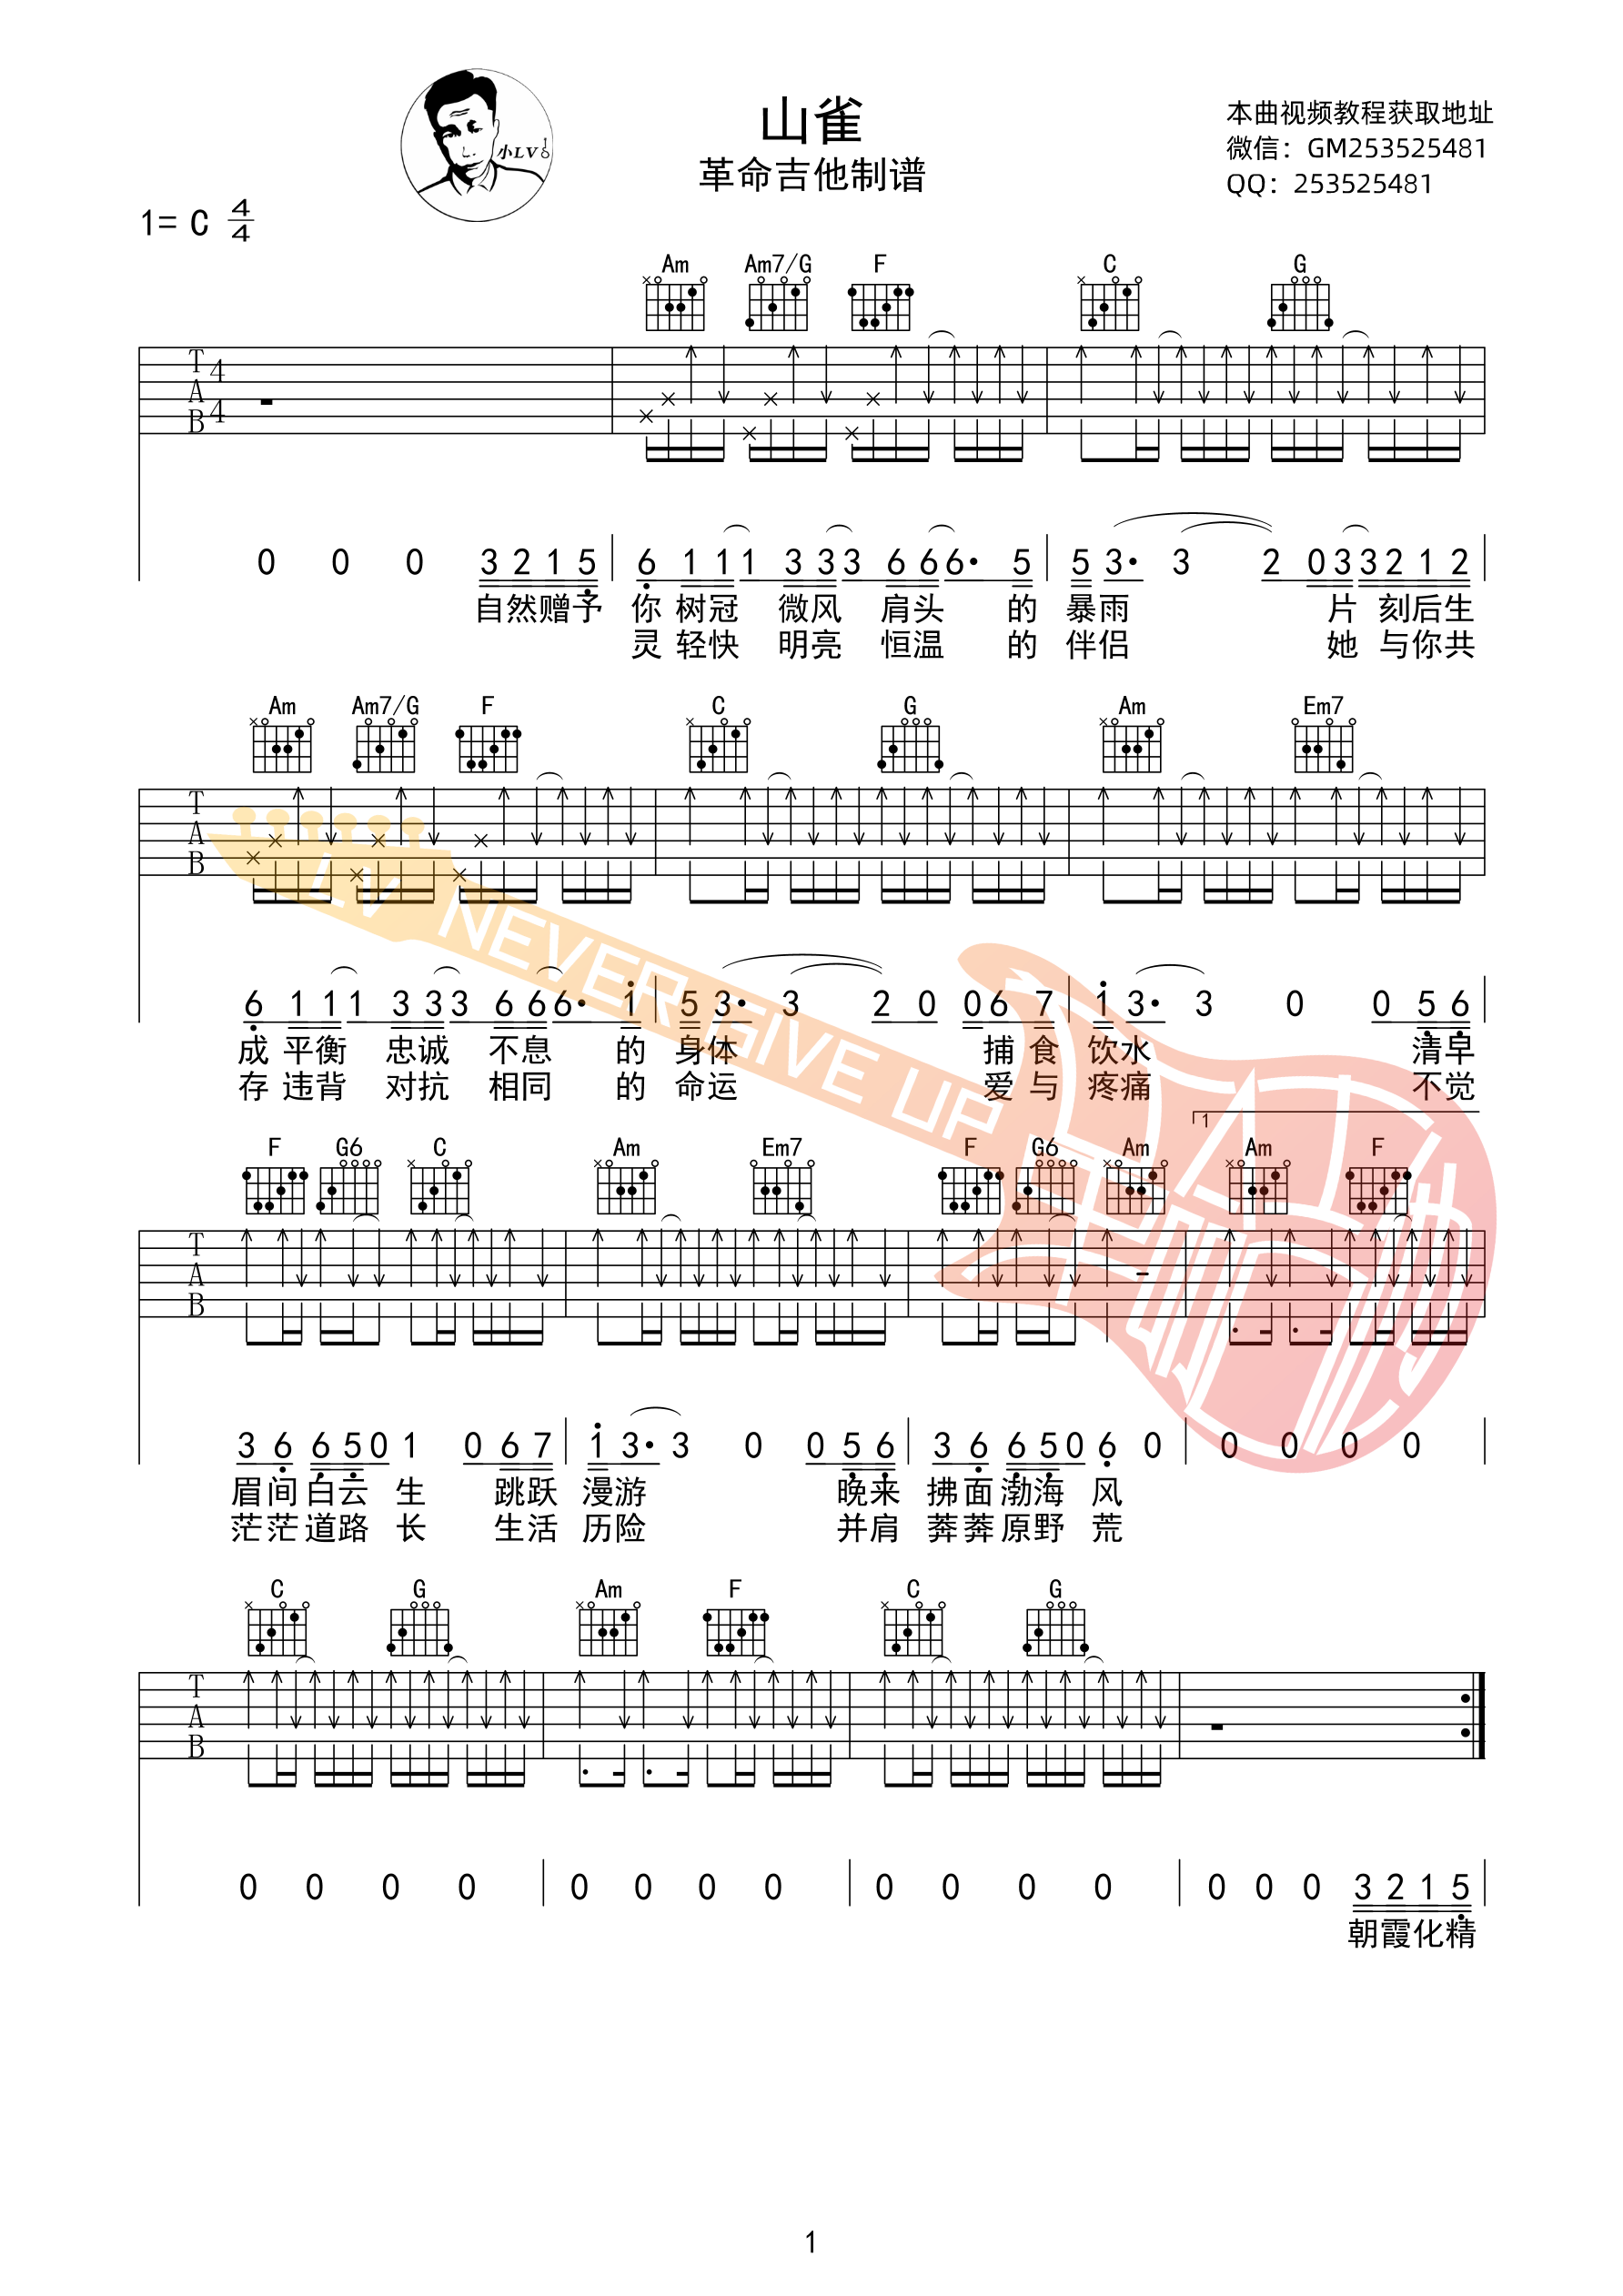 山雀
革命吉他制谱
本曲视频教程获取地址
微信：GM253525481
QQ：253525481
小LV
1= C 4/4
Am Am7/G F C G
T A B 4 4
0 0 0 3 2 1 5 6 1 1 1 3 3 3 6 6 6· 5 5 3· 3 2 0 3 3 2 1 2
自然赠予 你 树冠 微风 肩头 的 暴雨 片 刻后生
灵 轻快 明亮 恒温 的 伴侣 她 与你共
Am Am7/G F C G Am Em7
T A B
6 1 1 1 3 3 3 6 6 6· 1 5 3· 3 2 0 0 6 7 1 3· 3 0 0 5 6
成 平衡 忠诚 不息 的 身体 捕 食 饮水 清早
存 违背 对抗 相同 的 命运 爱 与 疼痛 不觉
LV NEVER GIVE UP
革命吉他
1
F G6 C Am Em7 F G6 Am Am F
T A B
3 6 6 5 0 1 0 6 7 1 3· 3 0 0 5 6 3 6 6 5 0 6 0 0 0 0 0
眉间白云 生 跳跃 漫游 晚来 拂面渤海 风
茫茫道路 长 生活 历险 并肩 莽莽原野 荒
C G Am F C G
T A B
0 0 0 0 0 0 0 0 0 0 0 0 0 0 0 3 2 1 5
朝霞化精
1